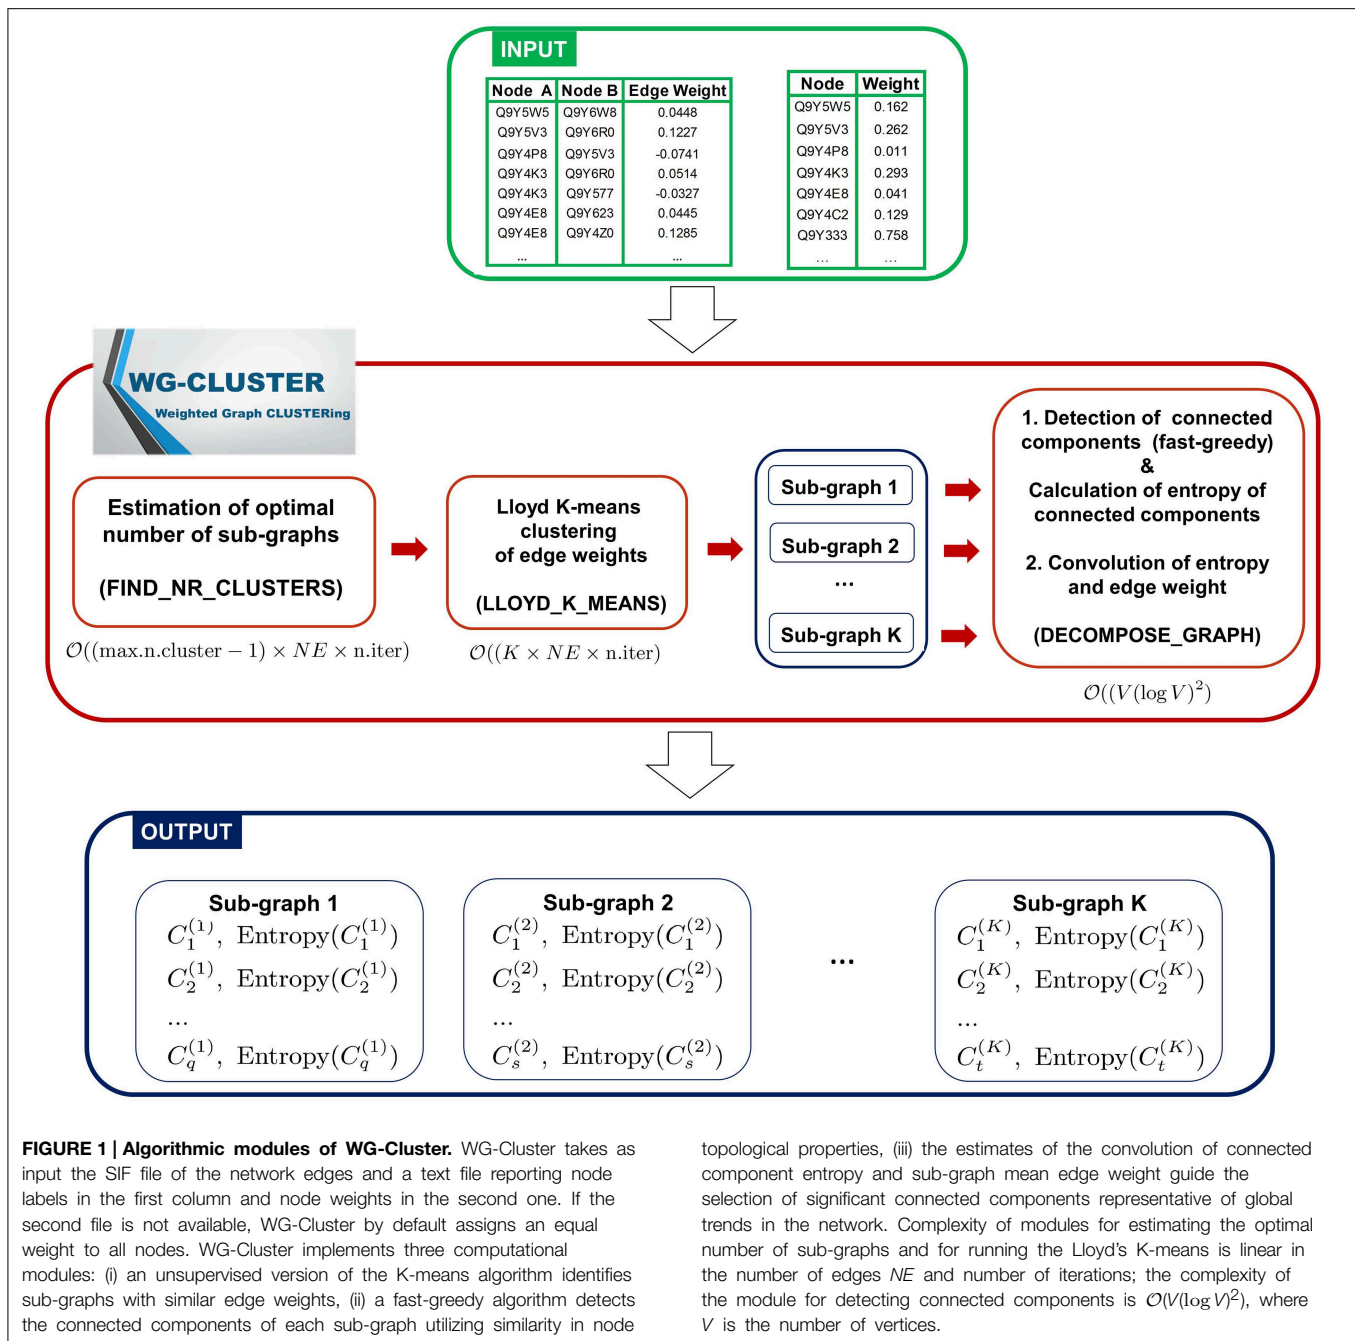 INPUT
Node A Node B Edge Weight
Q9Y5W5 Q9Y6W8 0.0448
Q9Y5V3 Q9Y6R0 0.1227
Q9Y4P8 Q9Y5V3 -0.0741
Q9Y4K3 Q9Y6R0 0.0514
Q9Y4K3 Q9Y577 -0.0327
Q9Y4E8 Q9Y623 0.0445
Q9Y4E8 Q9Y4Z0 0.1285
... ...
Node Weight
Q9Y5W5 0.162
Q9Y5V3 0.262
Q9Y4P8 0.011
Q9Y4K3 0.293
Q9Y4E8 0.041
Q9Y4C2 0.129
Q9Y333 0.758
... ...
WG-CLUSTER
Weighted Graph CLUSTERing
Estimation of optimal
number of sub-graphs
(FIND_NR_CLUSTERS)
𝒪((max.n.cluster − 1) × NE × n.iter)
Lloyd K-means
clustering
of edge weights
(LLOYD_K_MEANS)
𝒪((K × NE × n.iter)
Sub-graph 1
Sub-graph 2
...
Sub-graph K
1. Detection of connected
components (fast-greedy)
&
Calculation of entropy of
connected components
2. Convolution of entropy
and edge weight
(DECOMPOSE_GRAPH)
𝒪((V(log V)²)
OUTPUT
Sub-graph 1
C₁⁽¹⁾, Entropy(C₁⁽¹⁾)
C₂⁽¹⁾, Entropy(C₂⁽¹⁾)
...
C_q⁽¹⁾, Entropy(C_q⁽¹⁾)
Sub-graph 2
C₁⁽²⁾, Entropy(C₁⁽²⁾)
C₂⁽²⁾, Entropy(C₂⁽²⁾)
...
C_s⁽²⁾, Entropy(C_s⁽²⁾)
...
Sub-graph K
C₁⁽ᴷ⁾, Entropy(C₁⁽ᴷ⁾)
C₂⁽ᴷ⁾, Entropy(C₂⁽ᴷ⁾)
...
C_t⁽ᴷ⁾, Entropy(C_t⁽ᴷ⁾)
FIGURE 1 | Algorithmic modules of WG-Cluster. WG-Cluster takes as
input the SIF file of the network edges and a text file reporting node
labels in the first column and node weights in the second one. If the
second file is not available, WG-Cluster by default assigns an equal
weight to all nodes. WG-Cluster implements three computational
modules: (i) an unsupervised version of the K-means algorithm identifies
sub-graphs with similar edge weights, (ii) a fast-greedy algorithm detects
the connected components of each sub-graph utilizing similarity in node
topological properties, (iii) the estimates of the convolution of connected
component entropy and sub-graph mean edge weight guide the
selection of significant connected components representative of global
trends in the network. Complexity of modules for estimating the optimal
number of sub-graphs and for running the Lloyd's K-means is linear in
the number of edges NE and number of iterations; the complexity of
the module for detecting connected components is 𝒪(V(log V)²), where
V is the number of vertices.